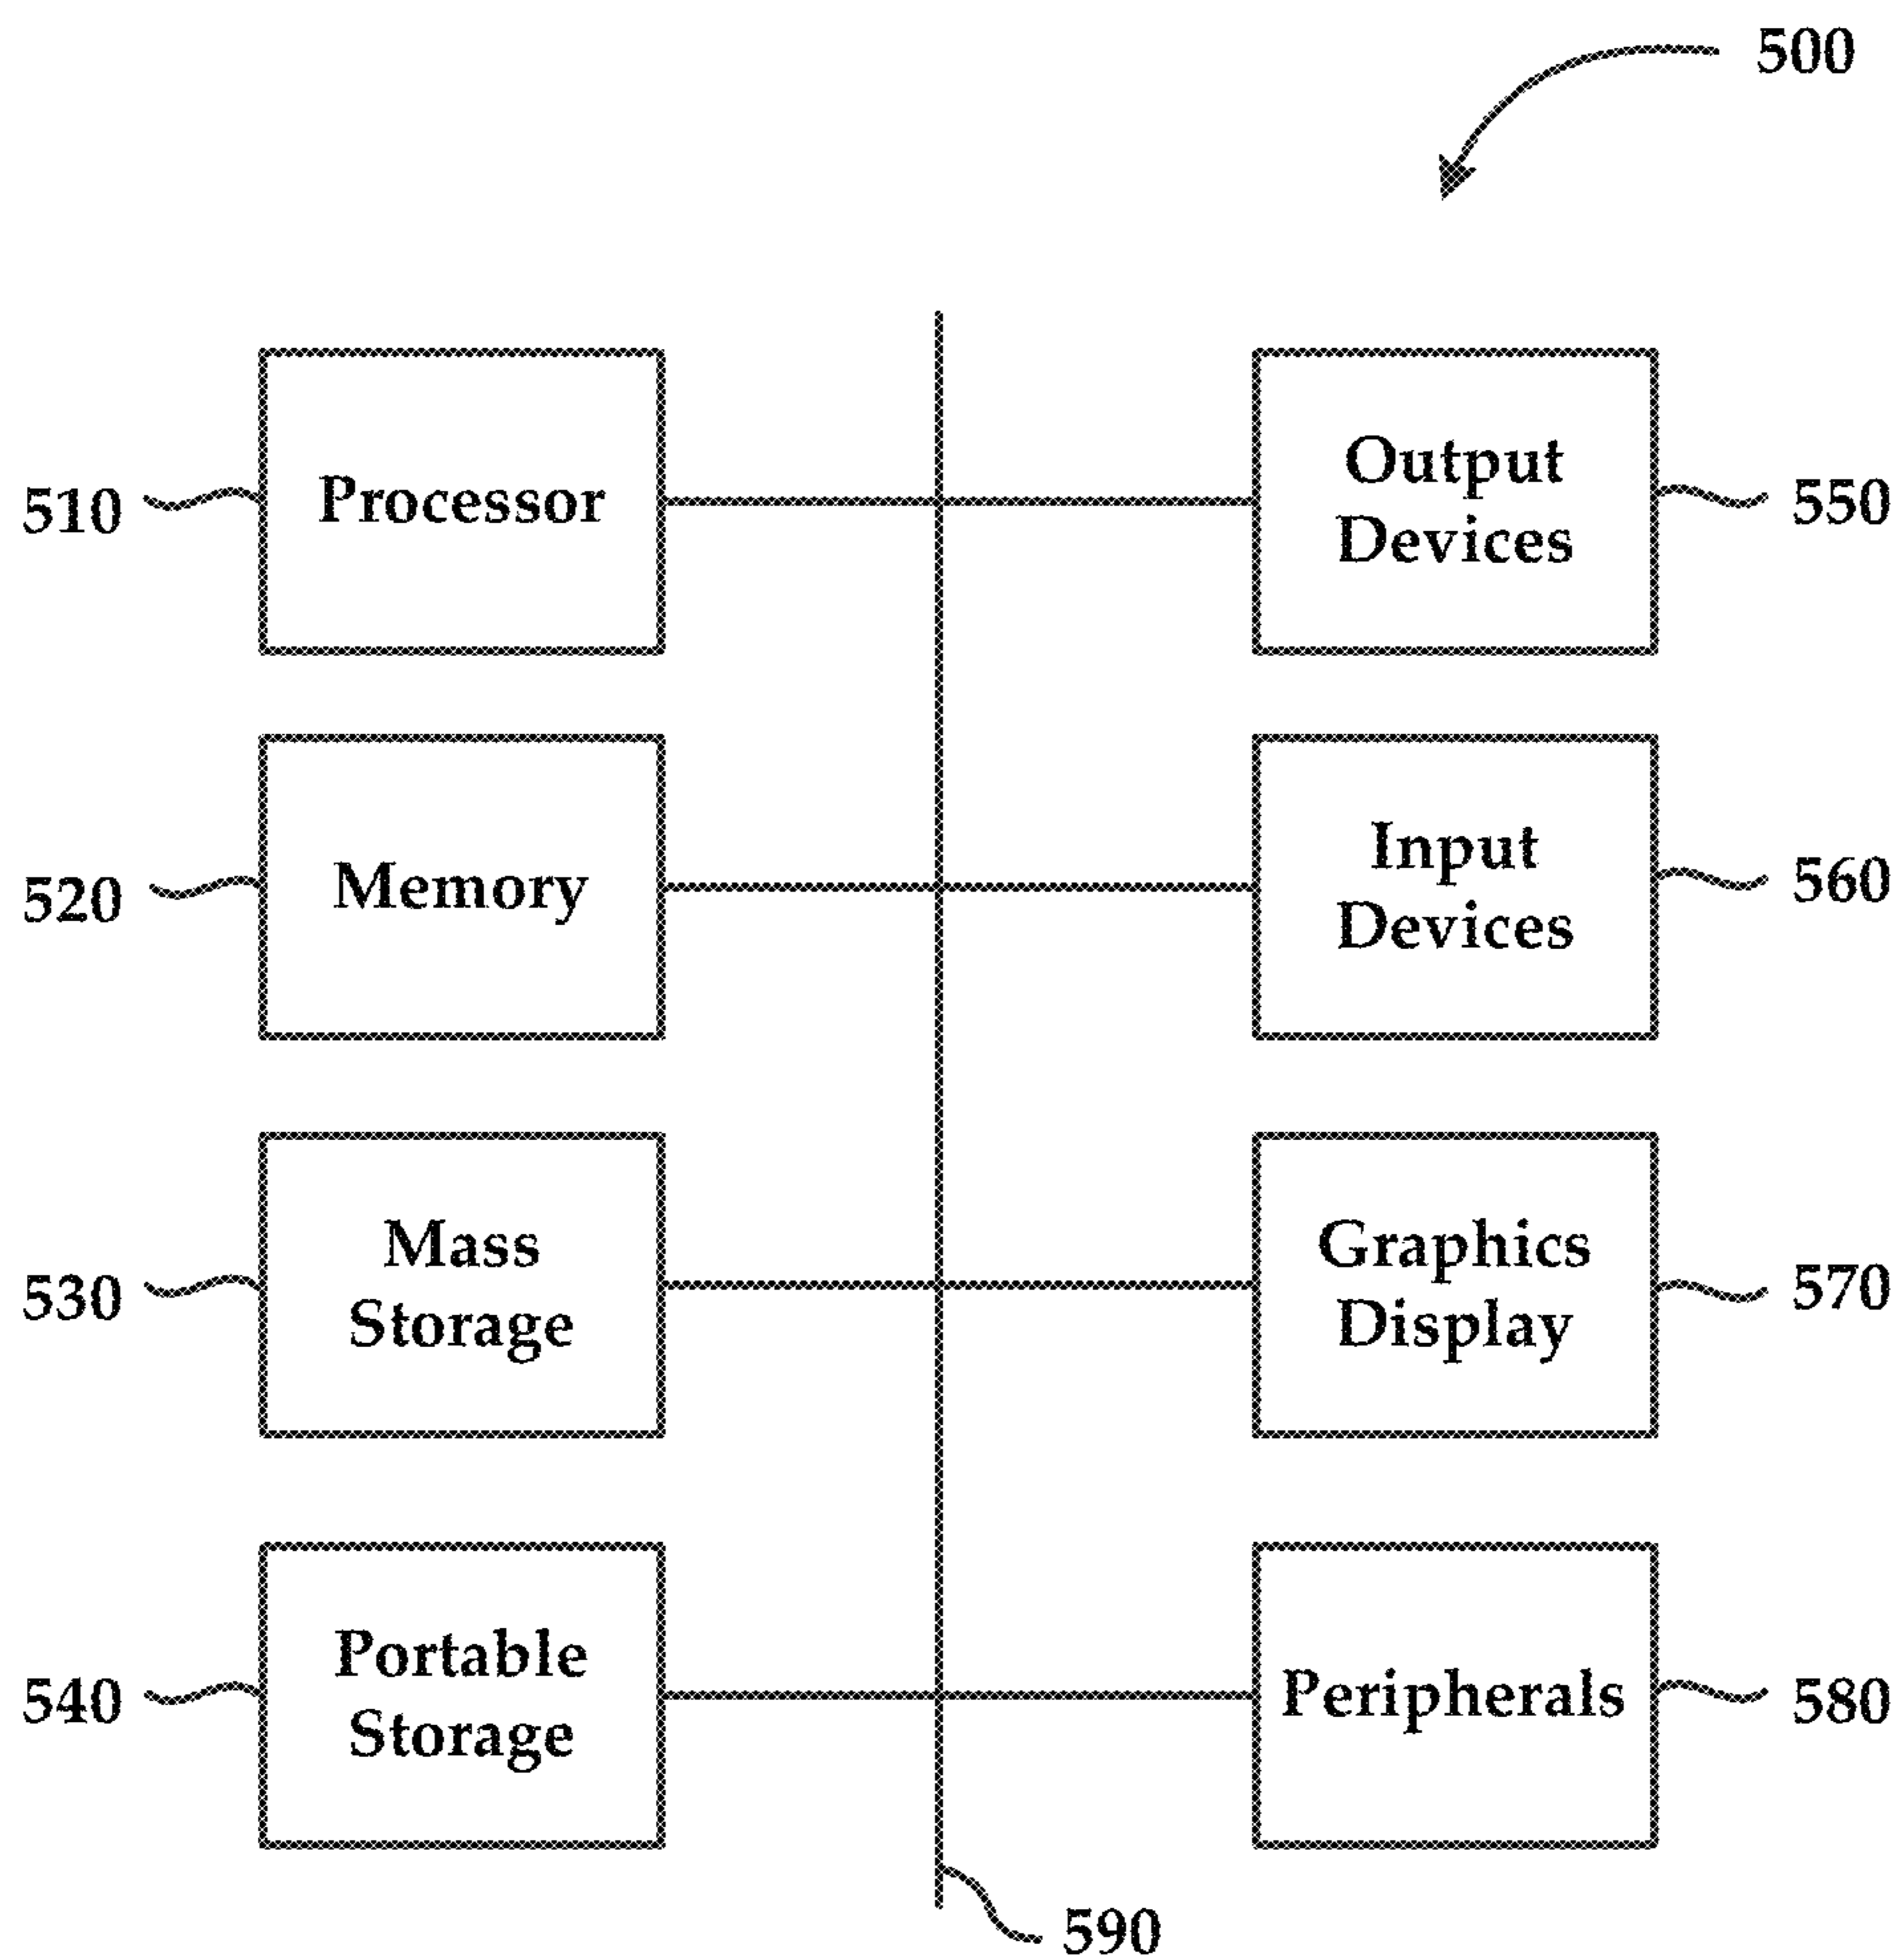 500
510
Processor
Output
Devices
550
520
Memory
Input
Devices
560
530
Mass
Storage
Graphics
Display
570
540
Portable
Storage
Peripherals
580
590